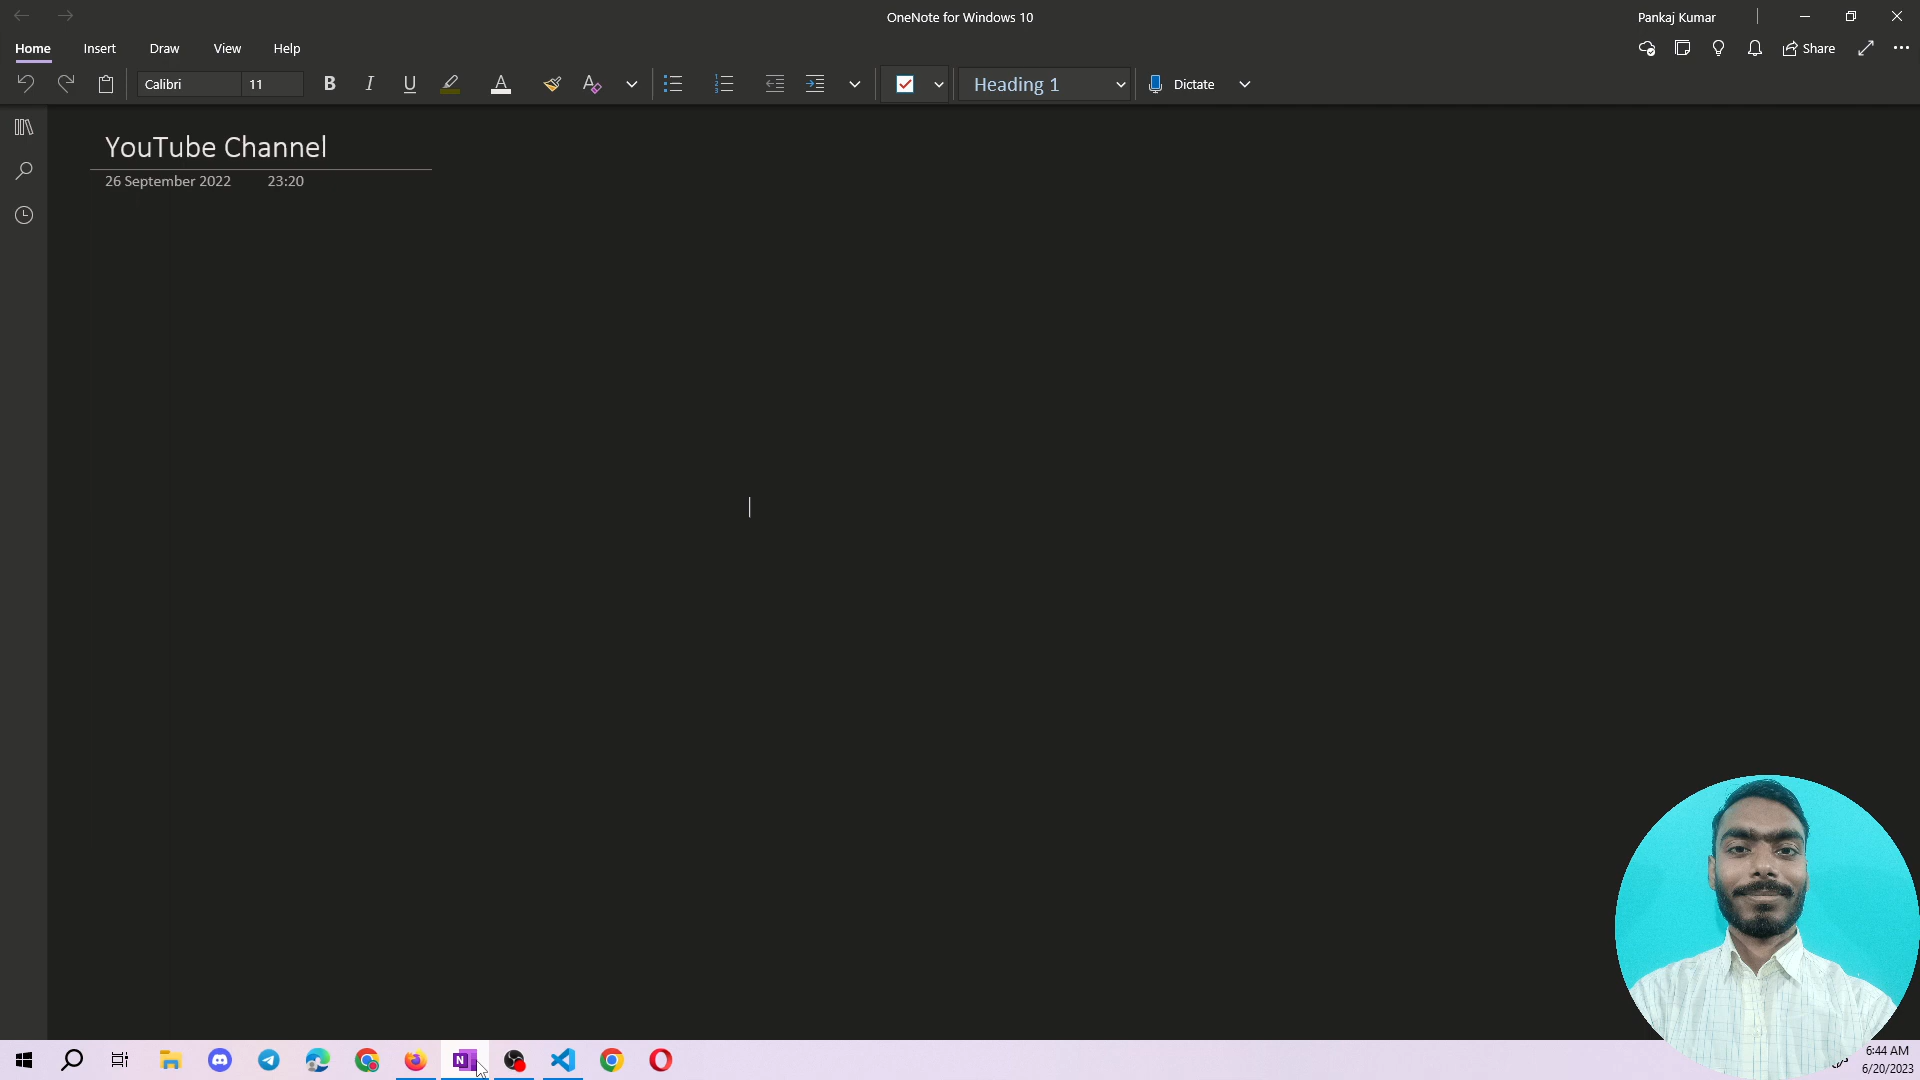 OneNote for Windows 10
Pankaj Kumar
Home Insert Draw View Help
Share
Calibri 11 B I U A A Heading 1 Dictate
YouTube Channel
26 September 2022 23:20
6:44 AM
6/20/2023